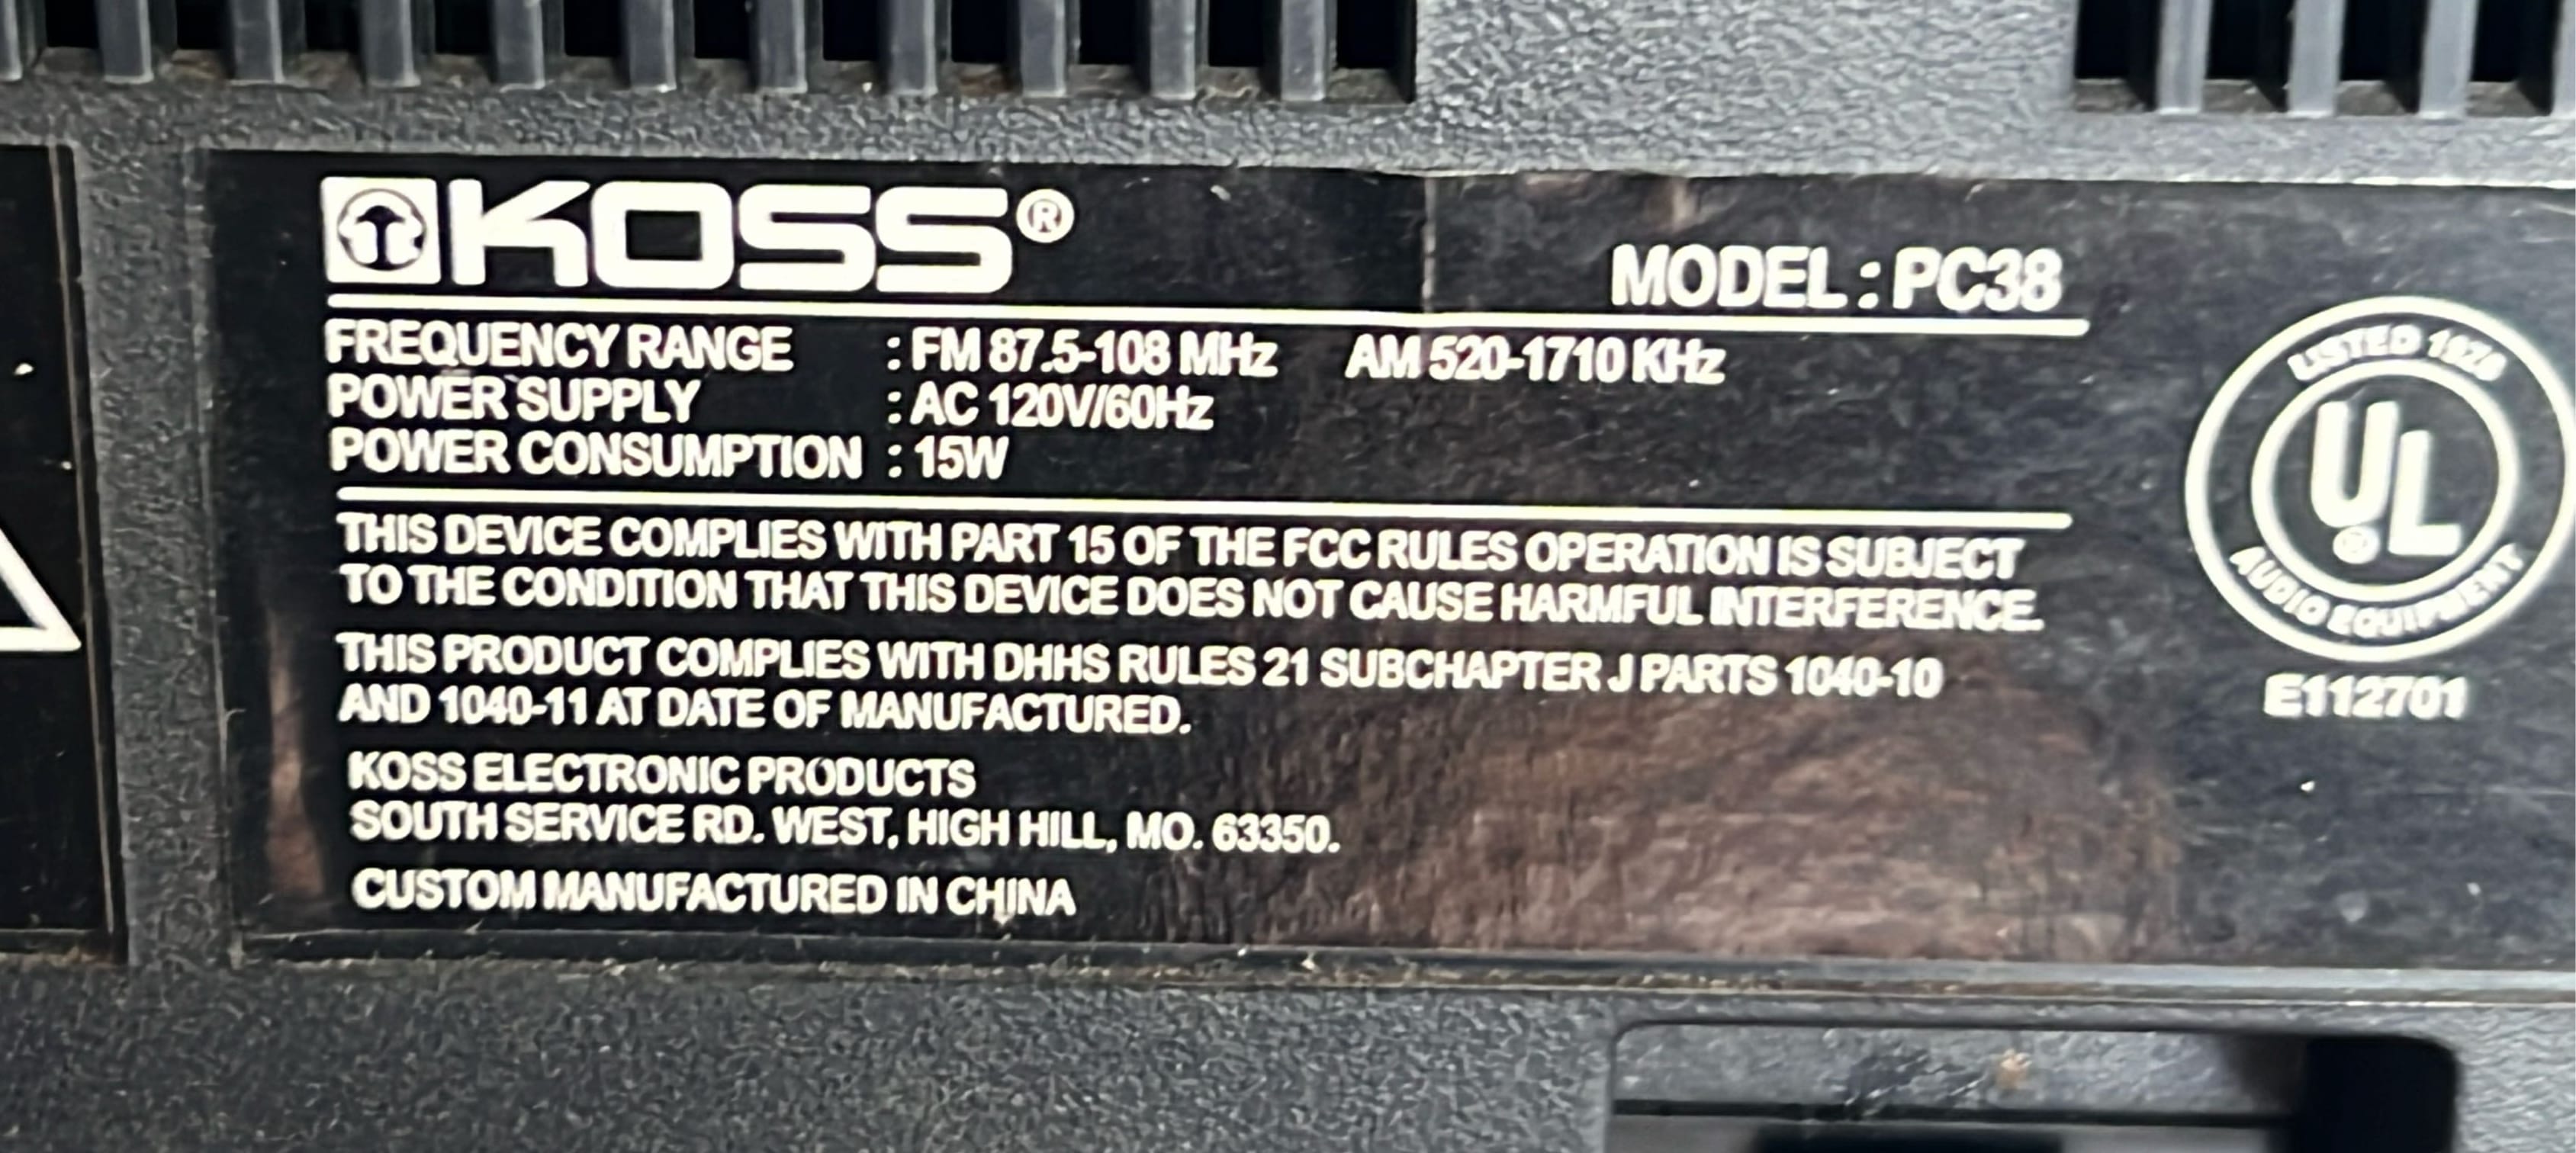 KOSS®
MODEL : PC38
FREQUENCY RANGE : FM 87.5-108 MHz AM 520-1710 KHz
POWER SUPPLY : AC 120V/60Hz
POWER CONSUMPTION : 15W
THIS DEVICE COMPLIES WITH PART 15 OF THE FCC RULES OPERATION IS SUBJECT
TO THE CONDITION THAT THIS DEVICE DOES NOT CAUSE HARMFUL INTERFERENCE.
THIS PRODUCT COMPLIES WITH DHHS RULES 21 SUBCHAPTER J PARTS 1040-10
AND 1040-11 AT DATE OF MANUFACTURED.
KOSS ELECTRONIC PRODUCTS
SOUTH SERVICE RD. WEST, HIGH HILL, MO. 63350.
CUSTOM MANUFACTURED IN CHINA
LISTED
UL®
AUDIO EQUIPMENT
E112701